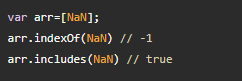 var arr=[NaN];
arr.indexOf(NaN) // -1
arr.includes(NaN) // true